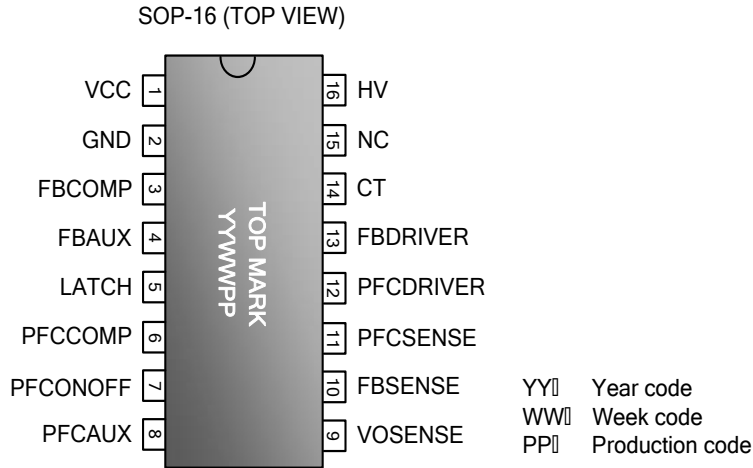 SOP-16 (TOP VIEW)
VCC 1 16 HV
GND 2 15 NC
FBCOMP 3 14 CT
FBAUX 4 13 FBDRIVER
LATCH 5 12 PFCDRIVER
PFCCOMP 6 11 PFCSENSE
PFCONOFF 7 10 FBSENSE
PFCAUX 8 9 VOSENSE
TOP MARK
YYWWPP
YY▯ Year code
WW▯ Week code
PP▯ Production code